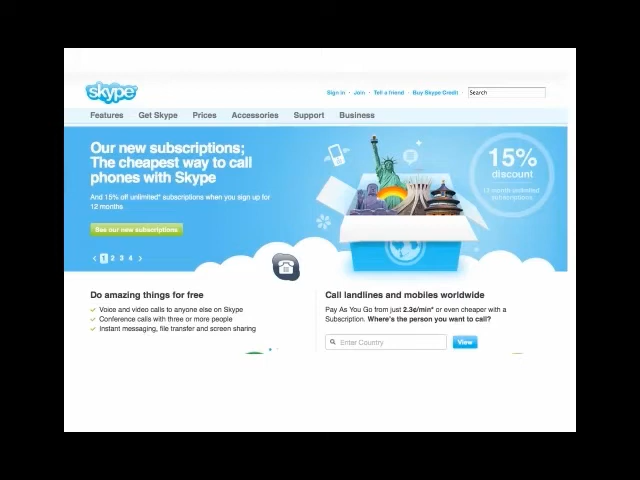 skype
Sign in · Join · Tell a friend · Buy Skype Credit · Search
Features Get Skype Prices Accessories Support Business
Our new subscriptions;
The cheapest way to call
phones with Skype
And 15% off unlimited* subscriptions when you sign up for
12 months
See our new subscriptions
1 2 3 4
15%
discount
12 month unlimited
subscriptions
Do amazing things for free
Voice and video calls to anyone else on Skype
Conference calls with three or more people
Instant messaging, file transfer and screen sharing
Call landlines and mobiles worldwide
Pay As You Go from just 2.3¢/min* or even cheaper with a
Subscription. Where's the person you want to call?
Enter Country View